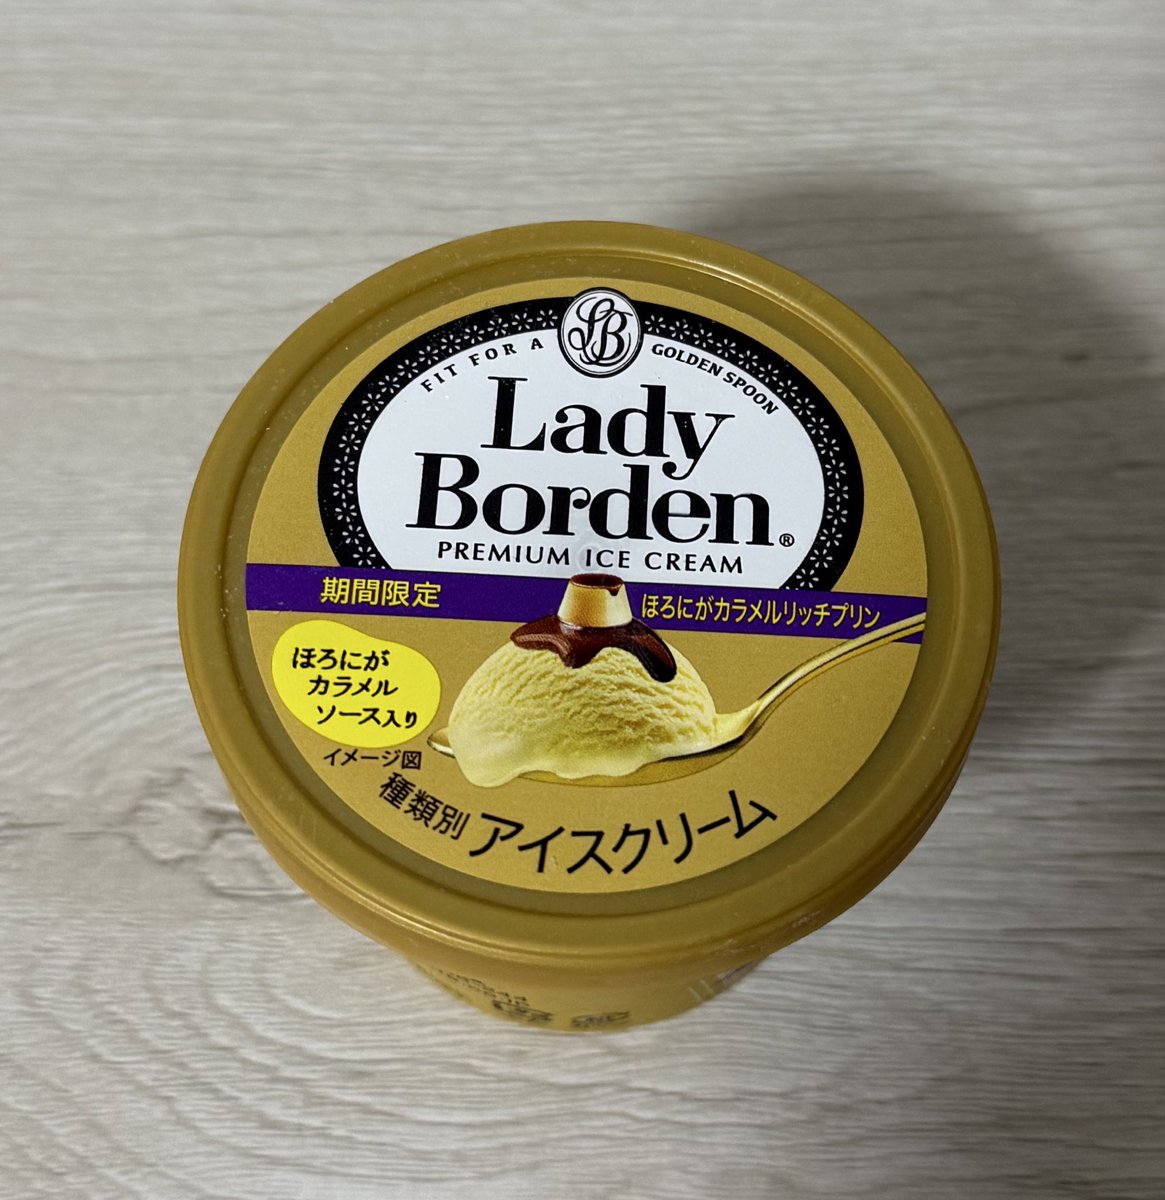 LB
FIT FOR A GOLDEN SPOON
Lady
Borden®
PREMIUM ICE CREAM
期間限定
ほろにがカラメルリッチプリン
ほろにが
カラメル
ソース入り
イメージ図
種類別 アイスクリーム